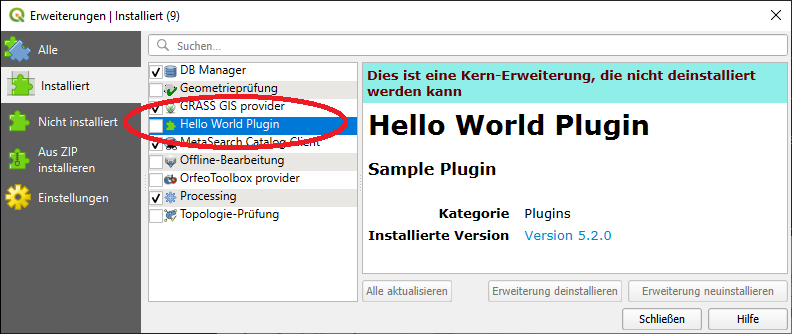 Erweiterungen | Installiert (9)
Alle
Installiert
Nicht installiert
Aus ZIP
installieren
Einstellungen
Suchen...
DB Manager
Geometrieprüfung
GRASS GIS provider
Hello World Plugin
MetaSearch Catalog Client
Offline-Bearbeitung
OrfeoToolbox provider
Processing
Topologie-Prüfung
Dies ist eine Kern-Erweiterung, die nicht deinstalliert
werden kann
Hello World Plugin
Sample Plugin
Kategorie Plugins
Installierte Version Version 5.2.0
Alle aktualisieren Erweiterung deinstallieren Erweiterung neuinstallieren
Schließen Hilfe